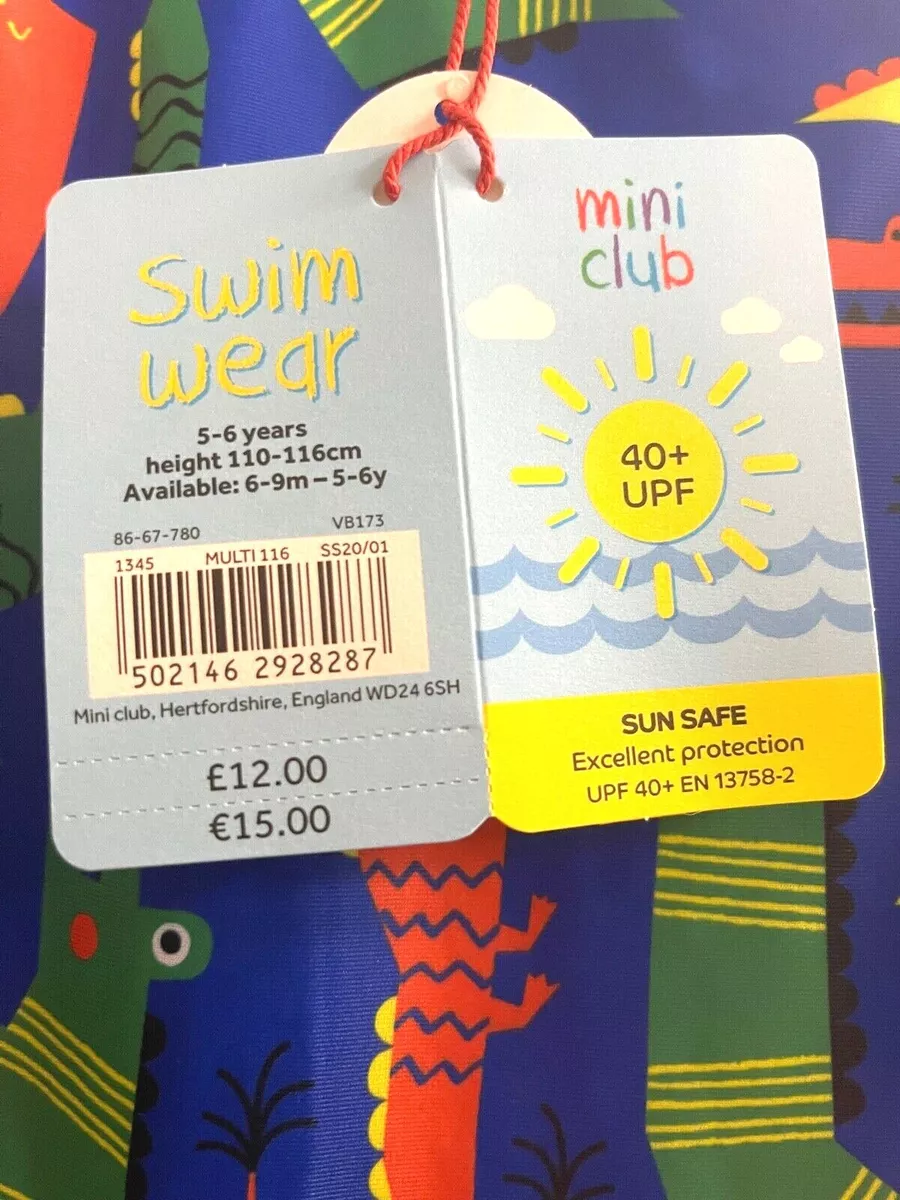 Swim
wear
5-6 years
height 110-116cm
Available: 6-9m – 5-6y
86-67-780 VB173
1345 MULTI 116 SS20/01
502146 2928287
Mini club, Hertfordshire, England WD24 6SH
£12.00
€15.00
mini
club
40+
UPF
SUN SAFE
Excellent protection
UPF 40+ EN 13758-2